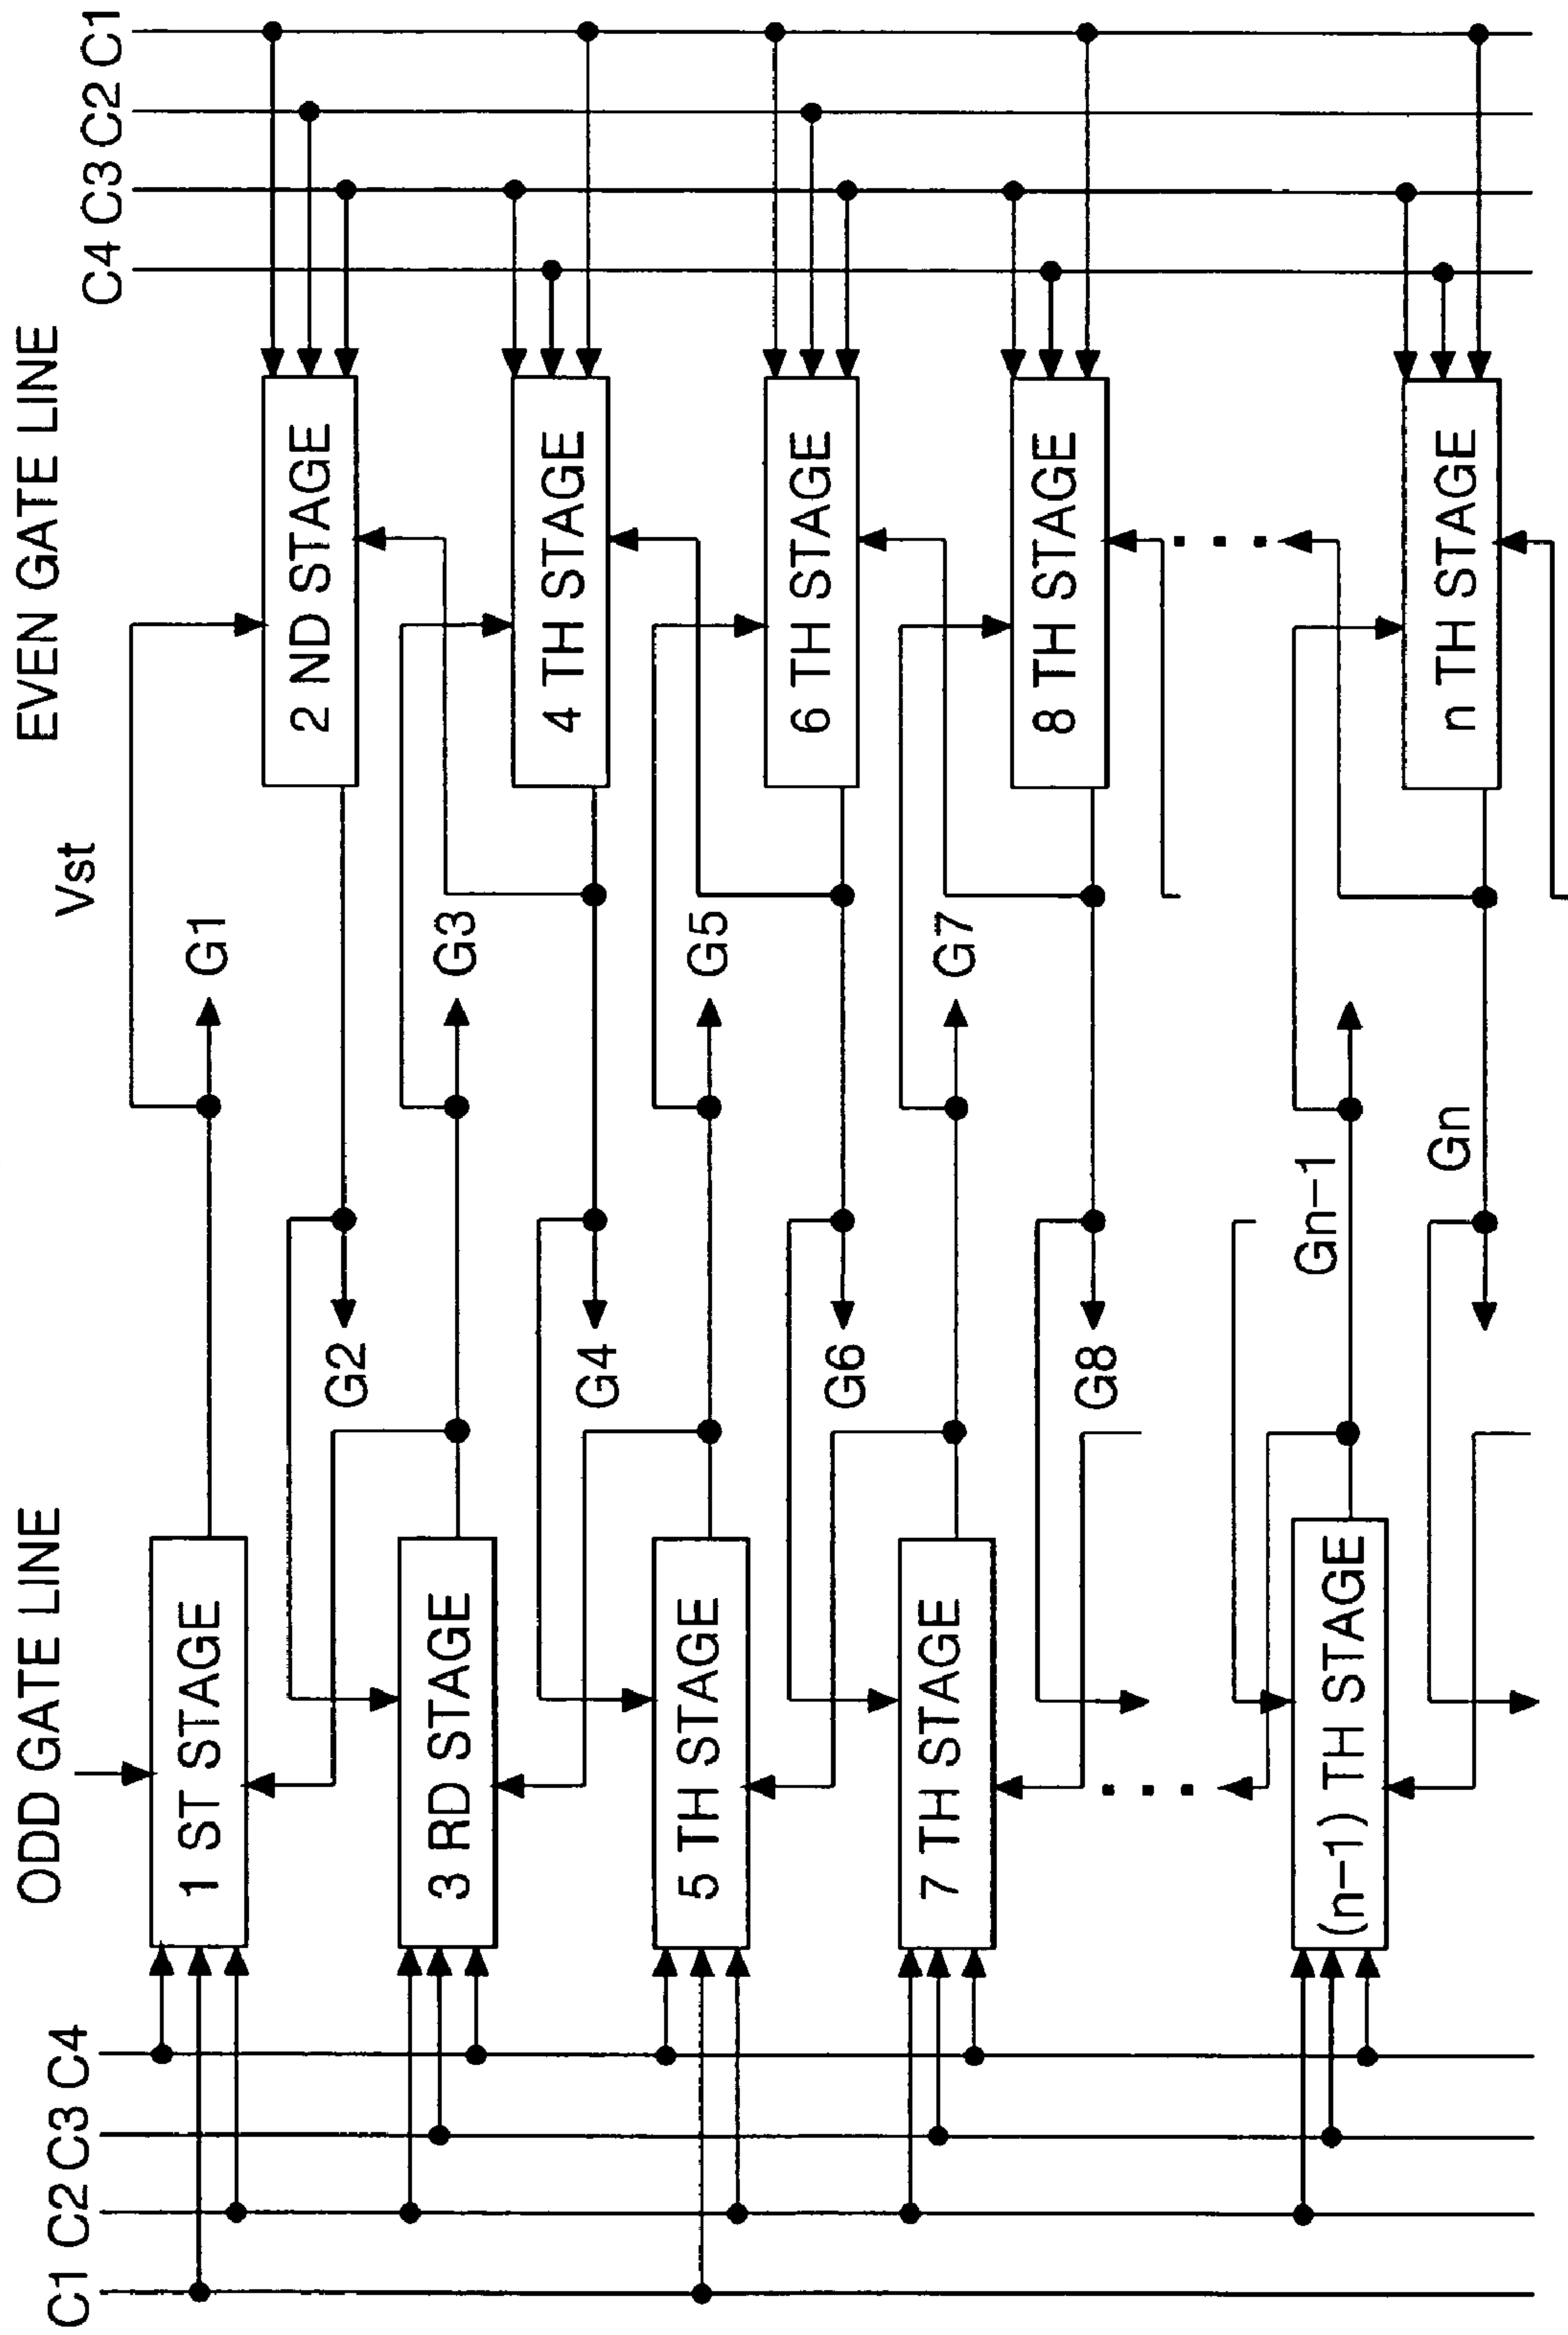 ODD GATE LINE
Vst
EVEN GATE LINE
C1 C2 C3 C4
C4 C3 C2 C1
1 ST STAGE
G1
2 ND STAGE
G2
3 RD STAGE
G3
4 TH STAGE
G4
5 TH STAGE
G5
6 TH STAGE
G6
7 TH STAGE
G7
8 TH STAGE
G8
(n-1) TH STAGE
Gn-1
n TH STAGE
Gn